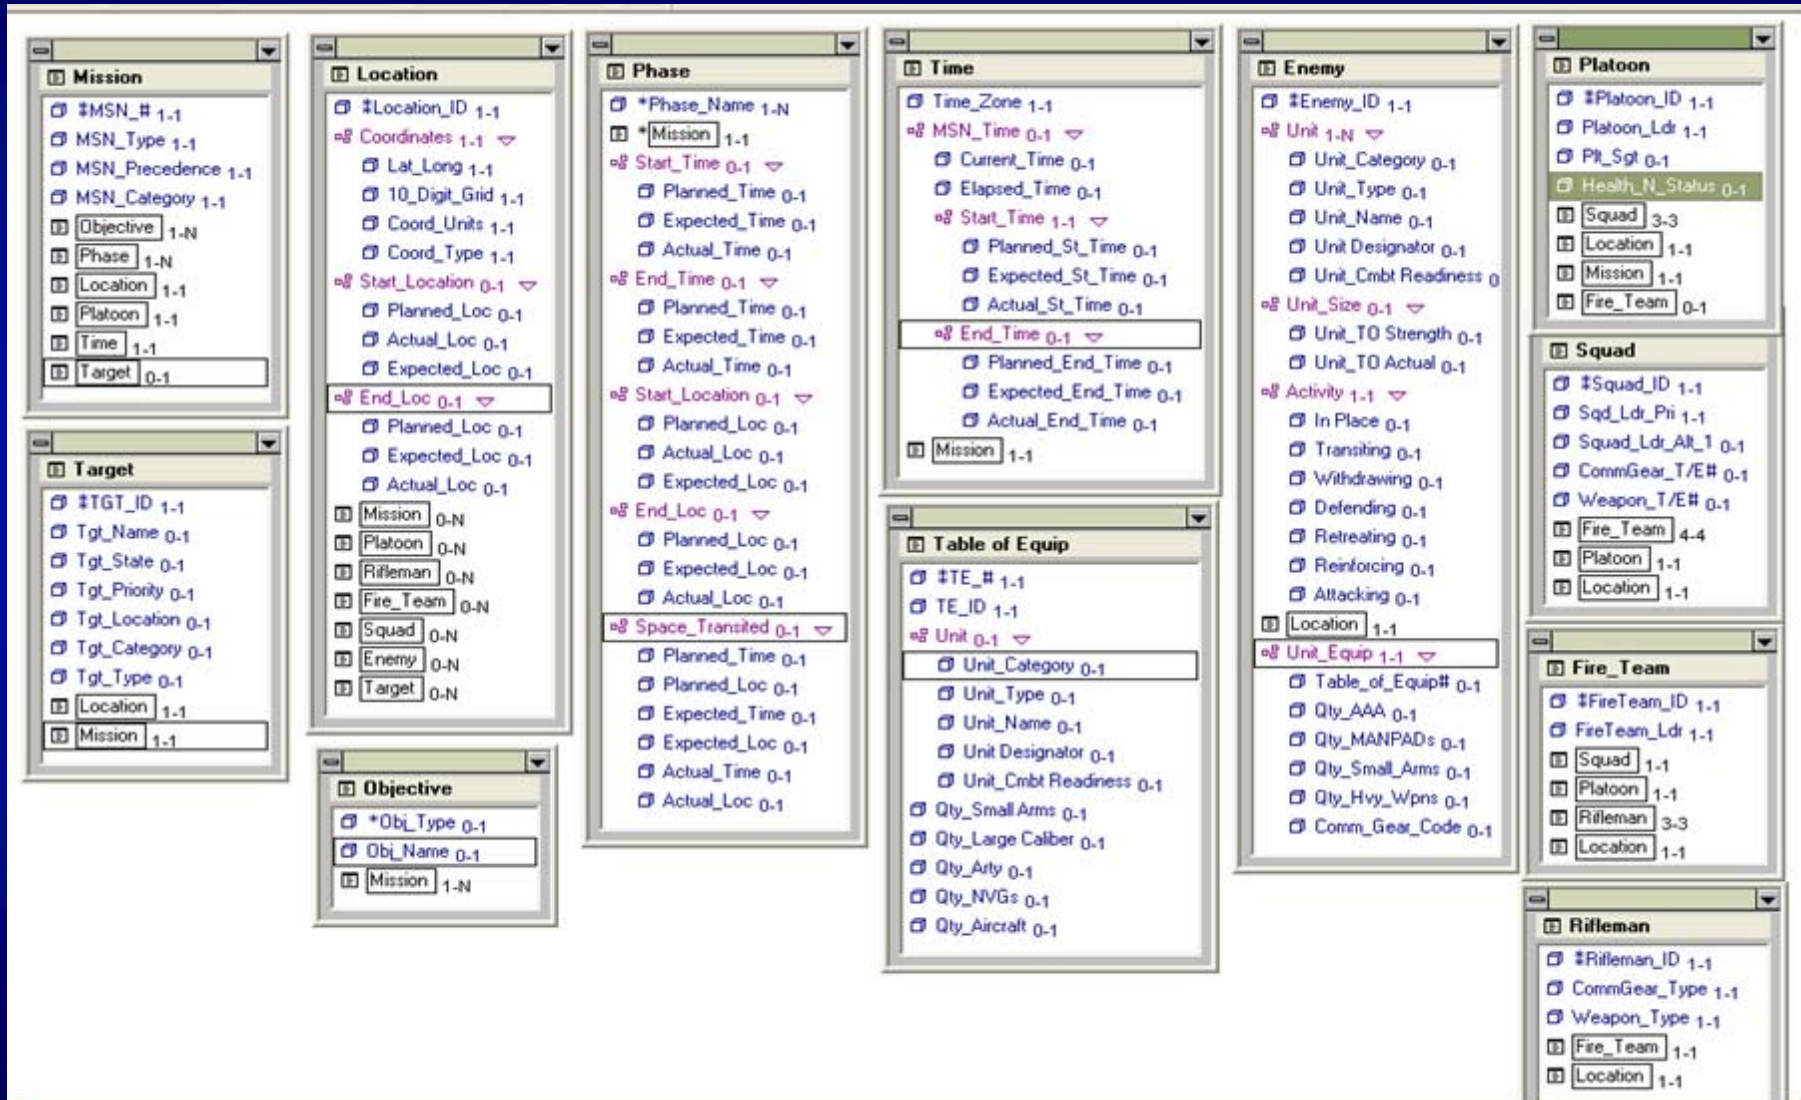 Mission
‡MSN_# 1-1
MSN_Type 1-1
MSN_Precedence 1-1
MSN_Category 1-1
Objective 1-N
Phase 1-N
Location 1-1
Platoon 1-1
Time 1-1
Target 0-1
Target
‡TGT_ID 1-1
Tgt_Name 0-1
Tgt_State 0-1
Tgt_Priority 0-1
Tgt_Location 0-1
Tgt_Category 0-1
Tgt_Type 0-1
Location 1-1
Mission 1-1
Location
‡Location_ID 1-1
Coordinates 1-1
Lat_Long 1-1
10_Digit_Grid 1-1
Coord_Units 1-1
Coord_Type 1-1
Start_Location 0-1
Planned_Loc 0-1
Actual_Loc 0-1
Expected_Loc 0-1
End_Loc 0-1
Planned_Loc 0-1
Expected_Loc 0-1
Actual_Loc 0-1
Mission 0-N
Platoon 0-N
Rifleman 0-N
Fire_Team 0-N
Squad 0-N
Enemy 0-N
Target 0-N
Objective
*Obj_Type 0-1
Obj_Name 0-1
Mission 1-N
Phase
*Phase_Name 1-N
*Mission 1-1
Start_Time 0-1
Planned_Time 0-1
Expected_Time 0-1
Actual_Time 0-1
End_Time 0-1
Planned_Time 0-1
Expected_Time 0-1
Actual_Time 0-1
Start_Location 0-1
Planned_Loc 0-1
Actual_Loc 0-1
Expected_Loc 0-1
End_Loc 0-1
Planned_Loc 0-1
Expected_Loc 0-1
Actual_Loc 0-1
Space_Transited 0-1
Planned_Time 0-1
Planned_Loc 0-1
Expected_Time 0-1
Expected_Loc 0-1
Actual_Time 0-1
Actual_Loc 0-1
Time
Time_Zone 1-1
MSN_Time 0-1
Current_Time 0-1
Elapsed_Time 0-1
Start_Time 1-1
Planned_St_Time 0-1
Expected_St_Time 0-1
Actual_St_Time 0-1
End_Time 0-1
Planned_End_Time 0-1
Expected_End_Time 0-1
Actual_End_Time 0-1
Mission 1-1
Table of Equip
‡TE_# 1-1
TE_ID 1-1
Unit 0-1
Unit_Category 0-1
Unit_Type 0-1
Unit_Name 0-1
Unit Designator 0-1
Unit_Cmbt Readiness 0-1
Qty_Small Arms 0-1
Qty_Large Caliber 0-1
Qty_Arty 0-1
Qty_NVGs 0-1
Qty_Aircraft 0-1
Enemy
‡Enemy_ID 1-1
Unit 1-N
Unit_Category 0-1
Unit_Type 0-1
Unit_Name 0-1
Unit Designator 0-1
Unit_Cmbt Readiness 0
Unit_Size 0-1
Unit_TO Strength 0-1
Unit_TO Actual 0-1
Activity 1-1
In Place 0-1
Transiting 0-1
Withdrawing 0-1
Defending 0-1
Retreating 0-1
Reinforcing 0-1
Attacking 0-1
Location 1-1
Unit_Equip 1-1
Table_of_Equip# 0-1
Qty_AAA 0-1
Qty_MANPADs 0-1
Qty_Small_Arms 0-1
Qty_Hvy_Wpns 0-1
Comm_Gear_Code 0-1
Platoon
‡Platoon_ID 1-1
Platoon_Ldr 1-1
Plt_Sgt 0-1
Health_N_Status 0-1
Squad 3-3
Location 1-1
Mission 1-1
Fire_Team 0-1
Squad
‡Squad_ID 1-1
Sqd_Ldr_Pri 1-1
Squad_Ldr_Alt_1 0-1
CommGear_T/E# 0-1
Weapon_T/E# 0-1
Fire_Team 4-4
Platoon 1-1
Location 1-1
Fire_Team
‡FireTeam_ID 1-1
FireTeam_Ldr 1-1
Squad 1-1
Platoon 1-1
Rifleman 3-3
Location 1-1
Rifleman
‡Rifleman_ID 1-1
CommGear_Type 1-1
Weapon_Type 1-1
Fire_Team 1-1
Location 1-1